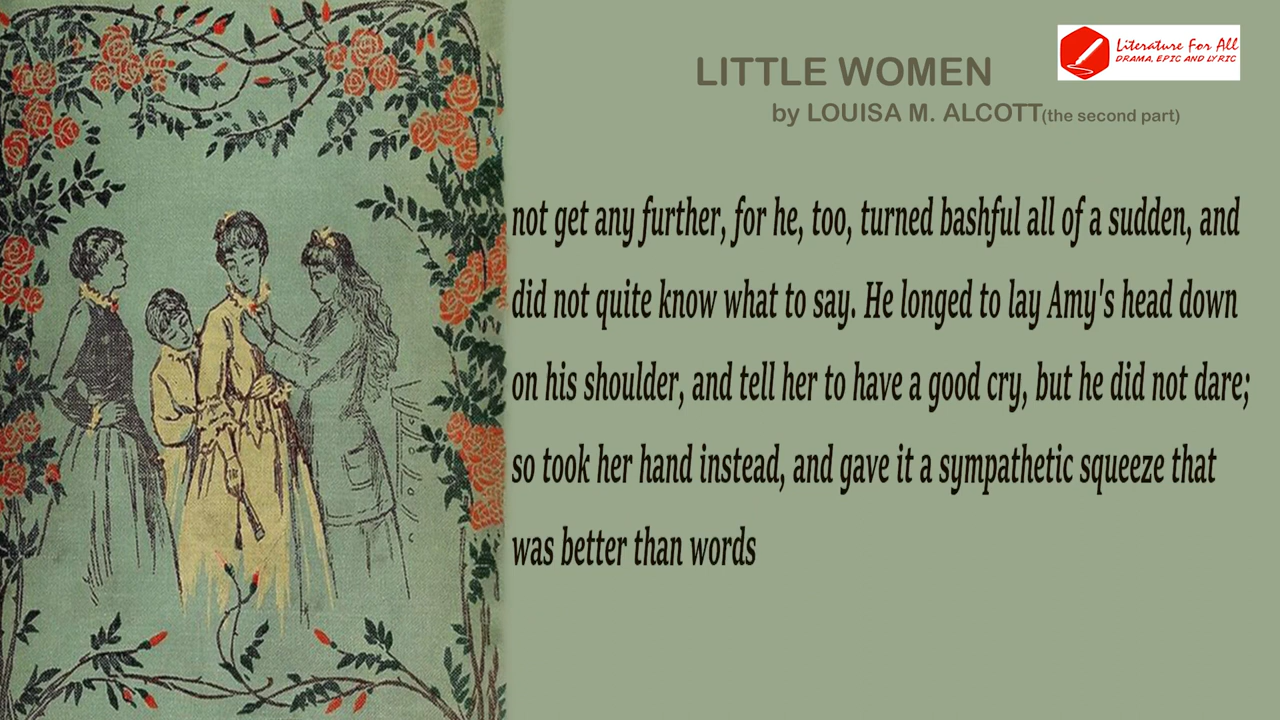 LITTLE WOMEN
by LOUISA M. ALCOTT(the second part)
Literature For All
DRAMA, EPIC AND LYRIC
not get any further, for he, too, turned bashful all of a sudden, and
did not quite know what to say. He longed to lay Amy's head down
on his shoulder, and tell her to have a good cry, but he did not dare;
so took her hand instead, and gave it a sympathetic squeeze that
was better than words